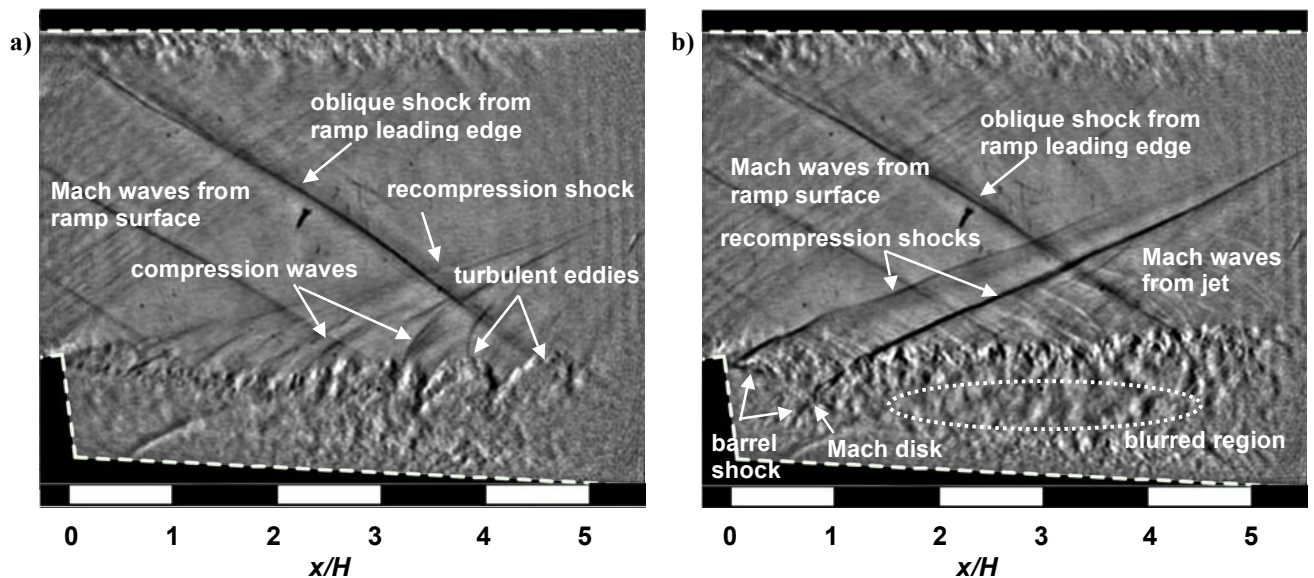 a)
oblique shock from
ramp leading edge
recompression shock
Mach waves from
ramp surface
compression waves
turbulent eddies
0 1 2 3 4 5
x/H
b)
oblique shock from
ramp leading edge
Mach waves from
ramp surface
recompression shocks
Mach waves
from jet
barrel
shock
Mach disk
blurred region
0 1 2 3 4 5
x/H